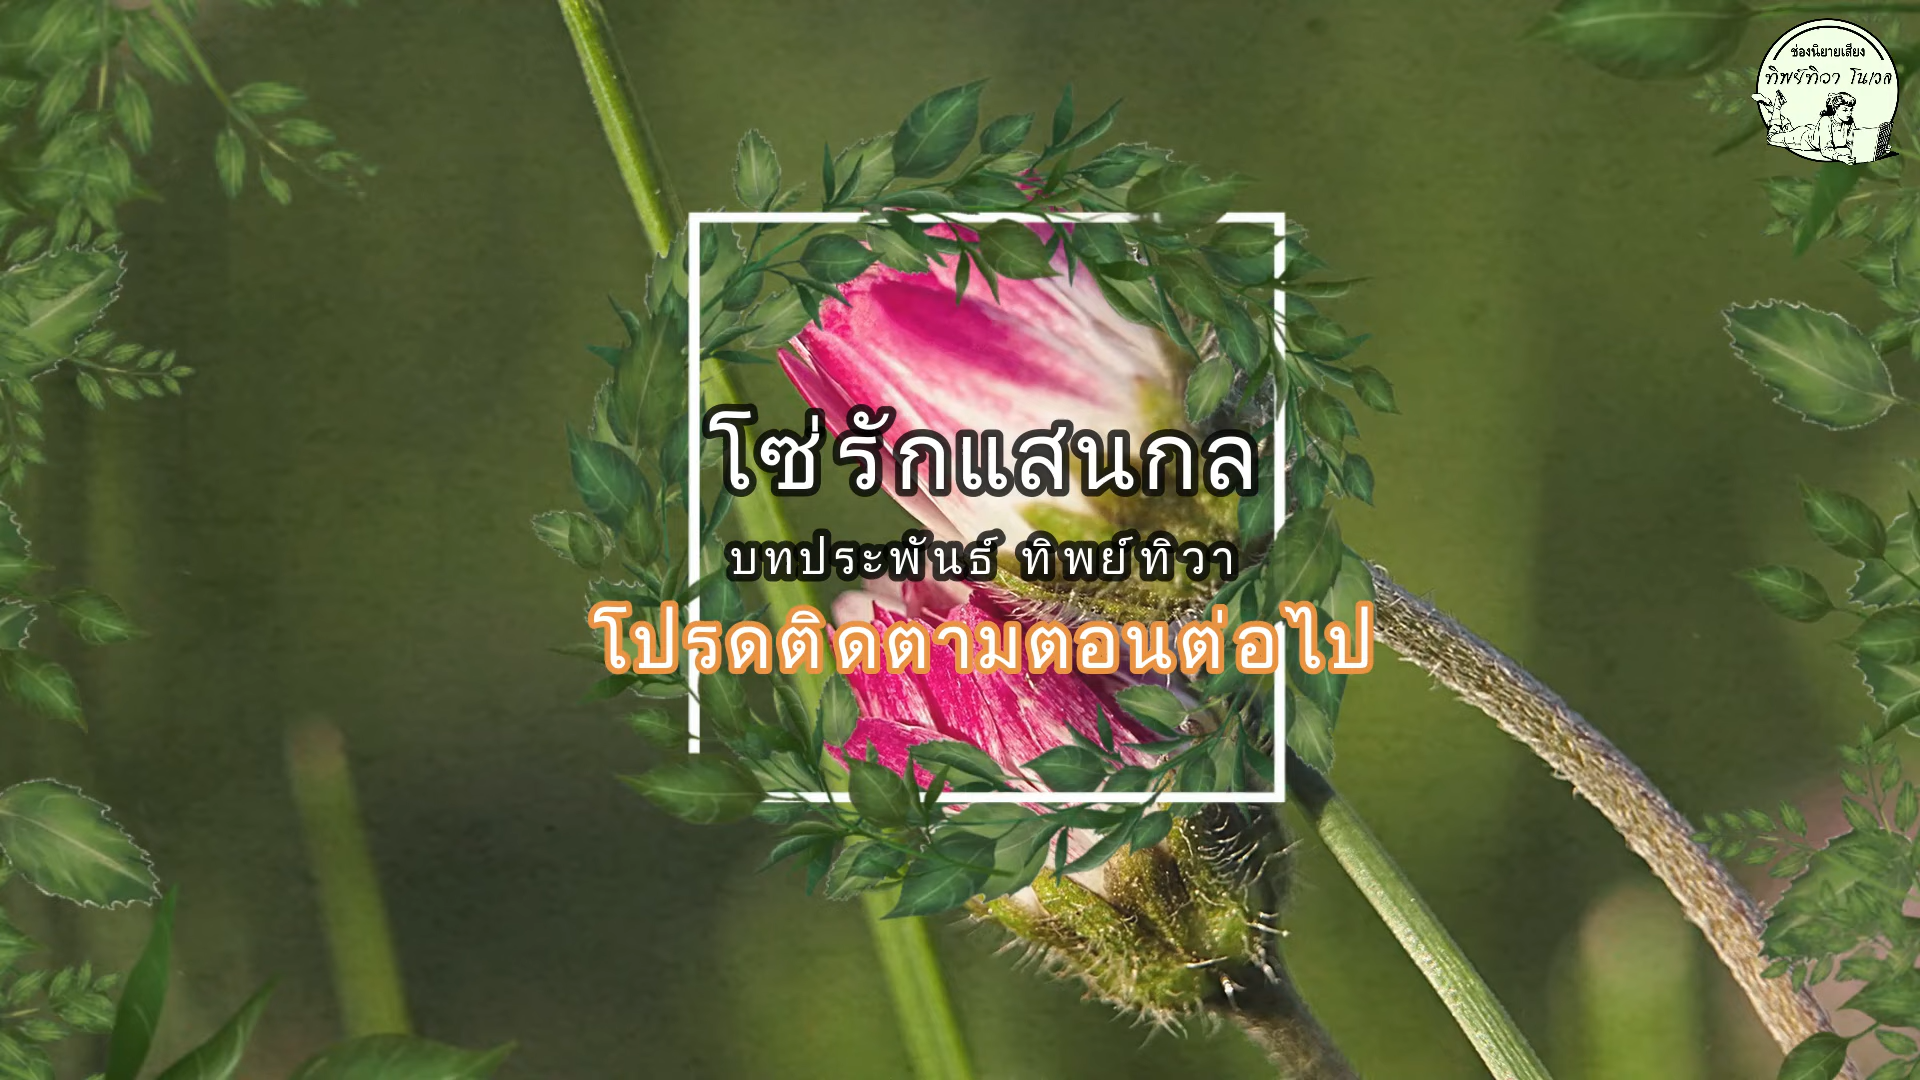 ช่องนิยายเสียง
ทิพย์ทิวา โนเวล
โซ่รักแสนกล
บทประพันธ์ ทิพย์ทิวา
โปรดติดตามตอนต่อไป